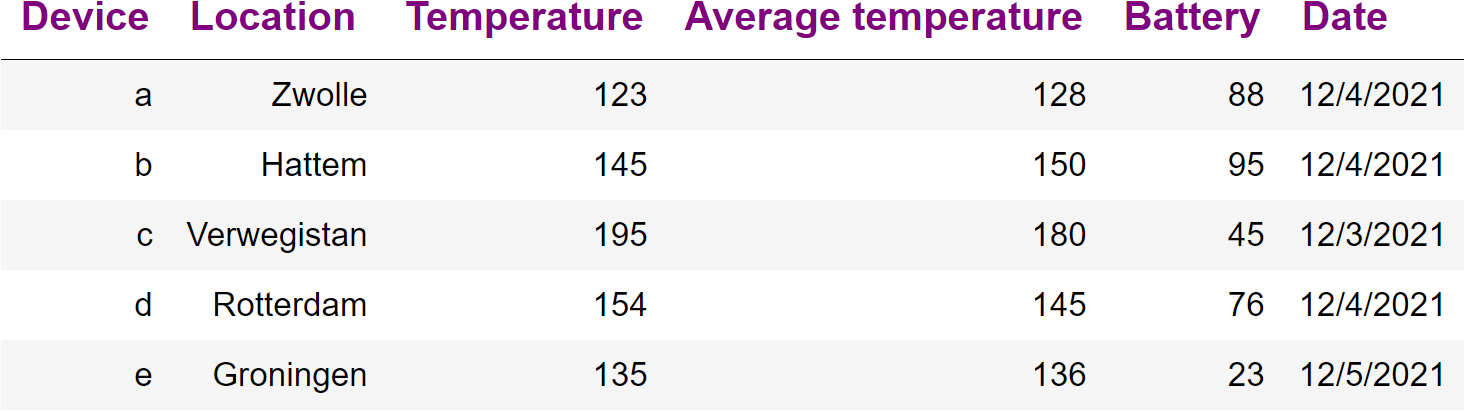 Device Location Temperature Average temperature Battery Date
a Zwolle 123 128 88 12/4/2021
b Hattem 145 150 95 12/4/2021
c Verwegistan 195 180 45 12/3/2021
d Rotterdam 154 145 76 12/4/2021
e Groningen 135 136 23 12/5/2021